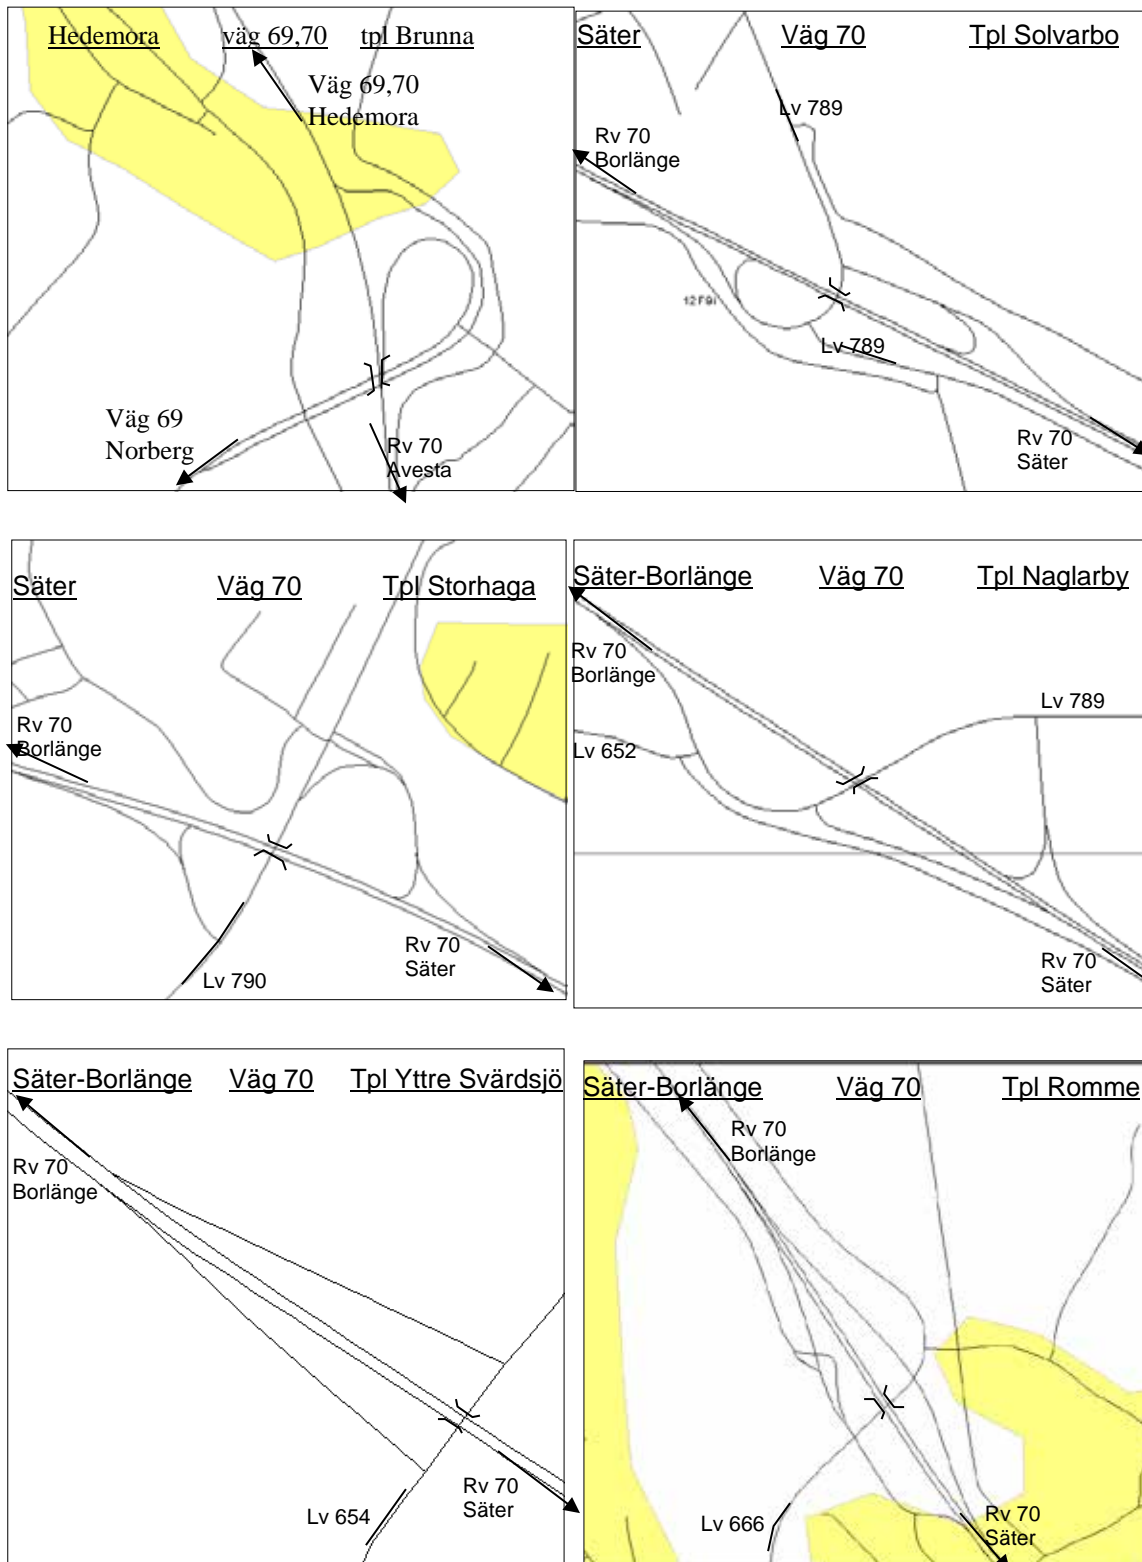 Hedemora väg 69,70 tpl Brunna
Väg 69,70
Hedemora
Väg 69
Norberg
Rv 70
Avesta
Säter Väg 70 Tpl Solvarbo
Lv 789
Rv 70
Borlänge
12F9i
Lv 789
Rv 70
Säter
Säter Väg 70 Tpl Storhaga
Rv 70
Borlänge
Rv 70
Säter
Lv 790
Säter-Borlänge Väg 70 Tpl Naglarby
Rv 70
Borlänge
Lv 789
Lv 652
Rv 70
Säter
Säter-Borlänge Väg 70 Tpl Yttre Svärdsjö
Rv 70
Borlänge
Rv 70
Säter
Lv 654
Säter-Borlänge Väg 70 Tpl Romme
Rv 70
Borlänge
Lv 666
Rv 70
Säter